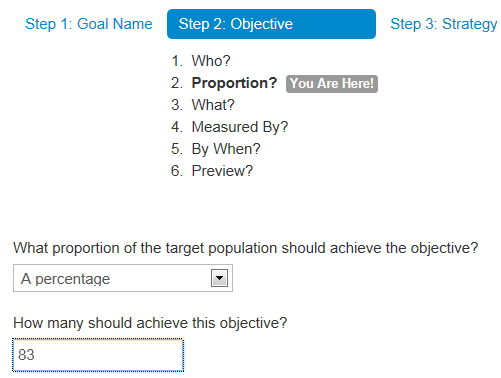 Step 1: Goal Name Step 2: Objective Step 3: Strategy
1. Who?
2. Proportion? You Are Here!
3. What?
4. Measured By?
5. By When?
6. Preview?
What proportion of the target population should achieve the objective?
A percentage
How many should achieve this objective?
83